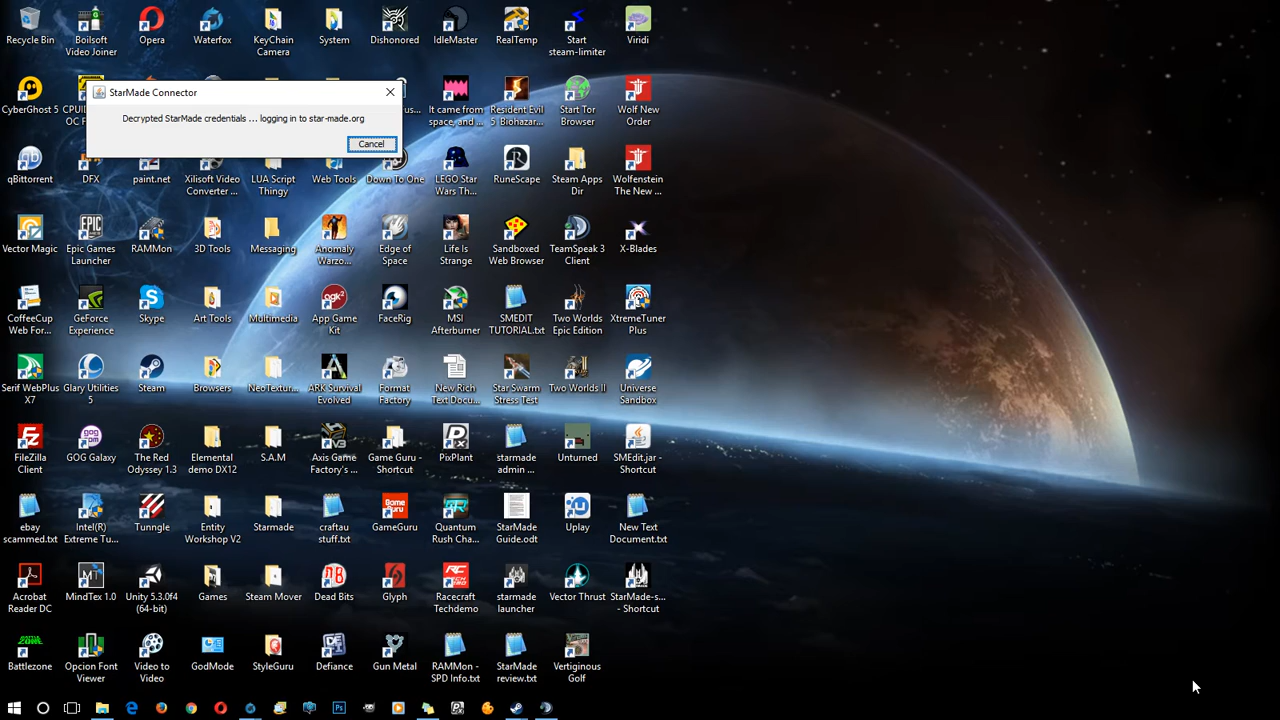 Recycle Bin
Boilsoft
Video Joiner
Opera
Waterfox
KeyChain
Camera
System
Dishonored
IdleMaster
RealTemp
Start
steam-limiter
Viridi
StarMade Connector
Decrypted StarMade credentials ... logging in to star-made.org
Cancel
CyberGhost 5
CPUID
OC F
us...
It came from
space, and ...
Resident Evil
5 Biohazar...
Start Tor
Browser
Wolf New
Order
qBittorrent
DFX
paint.net
Xilisoft Video
Converter ...
LUA Script
Thingy
Web Tools
Down To One
LEGO Star
Wars Th...
RuneScape
Steam Apps
Dir
Wolfenstein
The New ...
Vector Magic
Epic Games
Launcher
RAMMon
3D Tools
Messaging
Anomaly
Warzo...
Edge of
Space
Life Is
Strange
Sandboxed
Web Browser
TeamSpeak 3
Client
X-Blades
CoffeeCup
Web For...
GeForce
Experience
Skype
Art Tools
Multimedia
App Game
Kit
FaceRig
MSI
Afterburner
SMEDIT
TUTORIAL.txt
Two Worlds
Epic Edition
XtremeTuner
Plus
Serif WebPlus
X7
Glary Utilities
5
Steam
Browsers
NeoTextur...
ARK Survival
Evolved
Format
Factory
New Rich
Text Docu...
Star Swarm
Stress Test
Two Worlds II
Universe
Sandbox
FileZilla
Client
GOG Galaxy
The Red
Odyssey 1.3
Elemental
demo DX12
S.A.M
Axis Game
Factory's ...
Game Guru -
Shortcut
PixPlant
starmade
admin ...
Unturned
SMEdit.jar -
Shortcut
ebay
scammed.txt
Intel(R)
Extreme Tu...
Tunngle
Entity
Workshop V2
Starmade
craftau
stuff.txt
GameGuru
Quantum
Rush Cha...
StarMade
Guide.odt
Uplay
New Text
Document.txt
Acrobat
Reader DC
MindTex 1.0
Unity 5.3.0f4
(64-bit)
Games
Steam Mover
Dead Bits
Glyph
Racecraft
Techdemo
starmade
launcher
Vector Thrust
StarMade-s...
- Shortcut
Battlezone
Opcion Font
Viewer
Video to
Video
GodMode
StyleGuru
Defiance
Gun Metal
RAMMon -
SPD Info.txt
StarMade
review.txt
Vertiginous
Golf